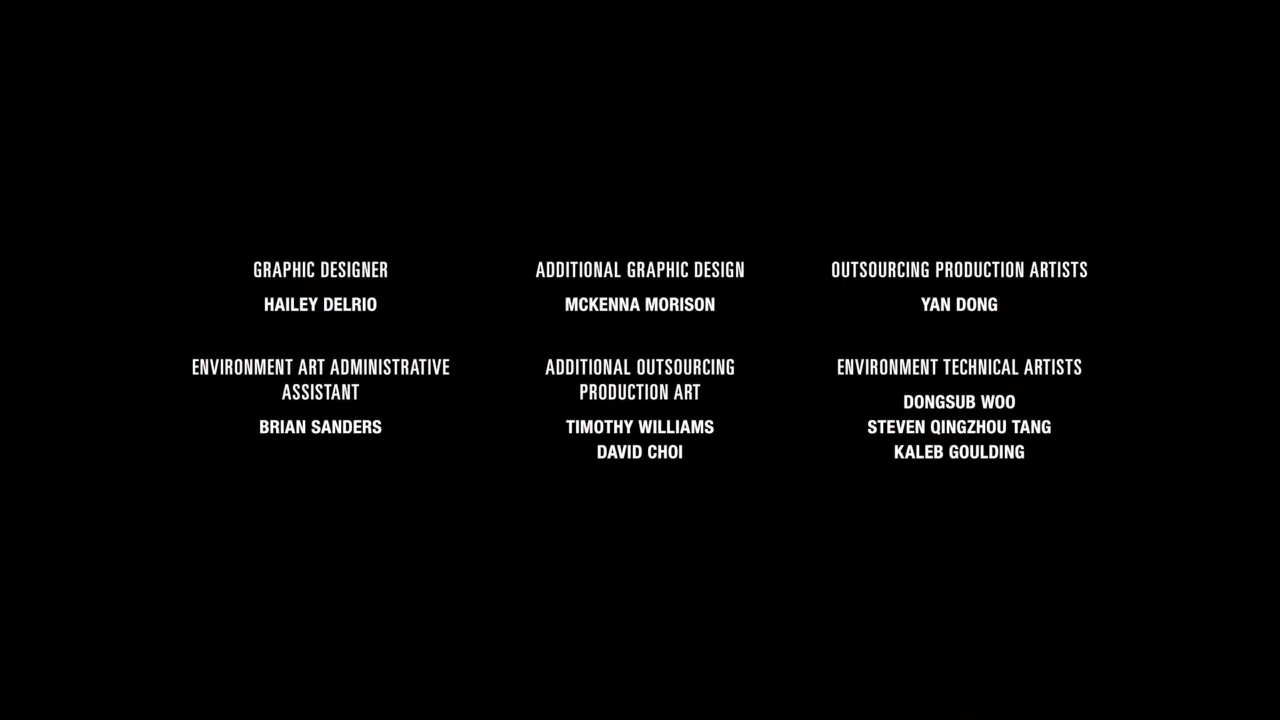 GRAPHIC DESIGNER
HAILEY DELRIO
ADDITIONAL GRAPHIC DESIGN
MCKENNA MORISON
OUTSOURCING PRODUCTION ARTISTS
YAN DONG
ENVIRONMENT ART ADMINISTRATIVE
ASSISTANT
BRIAN SANDERS
ADDITIONAL OUTSOURCING
PRODUCTION ART
TIMOTHY WILLIAMS
DAVID CHOI
ENVIRONMENT TECHNICAL ARTISTS
DONGSUB WOO
STEVEN QINGZHOU TANG
KALEB GOULDING